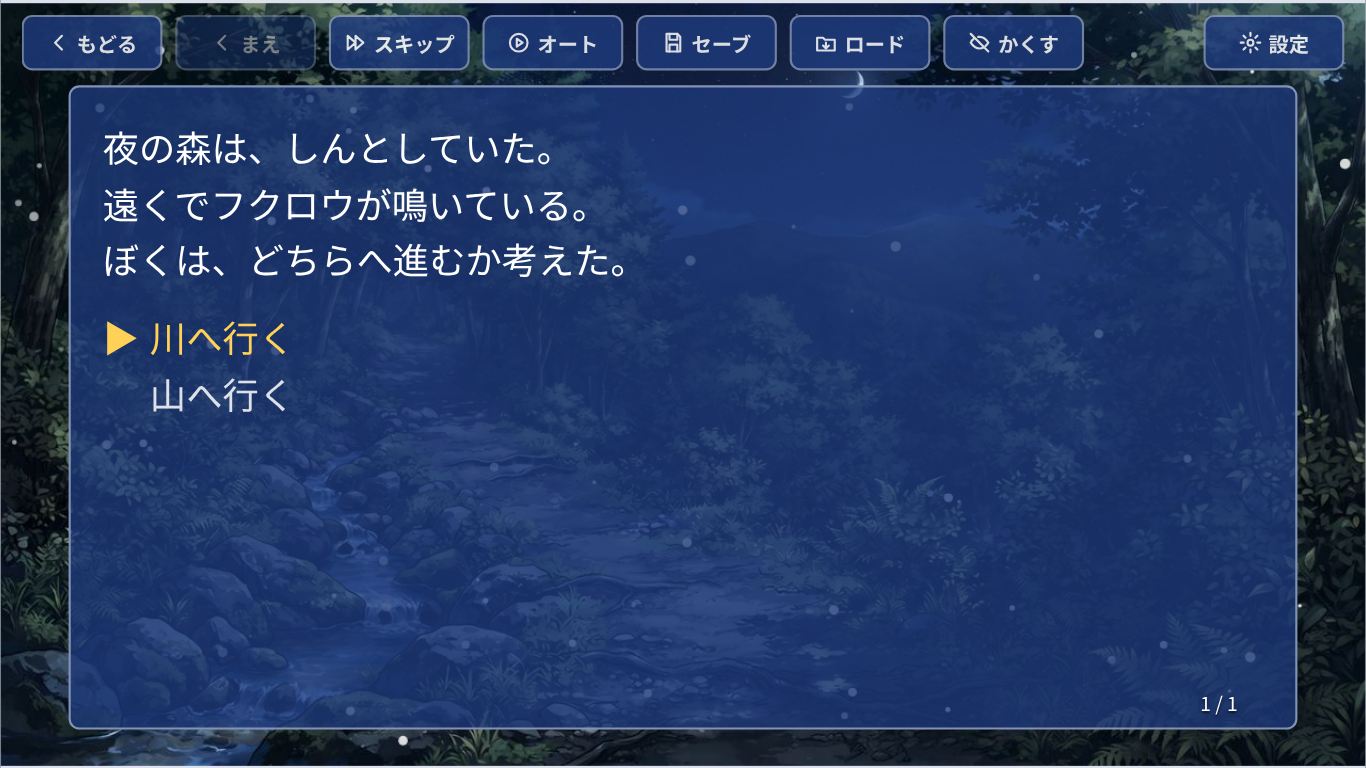 もどる
まえ
スキップ
オート
セーブ
ロード
かくす
設定
夜の森は、しんとしていた。
遠くでフクロウが鳴いている。
ぼくは、どちらへ進むか考えた。
▶ 川へ行く
山へ行く
1 / 1